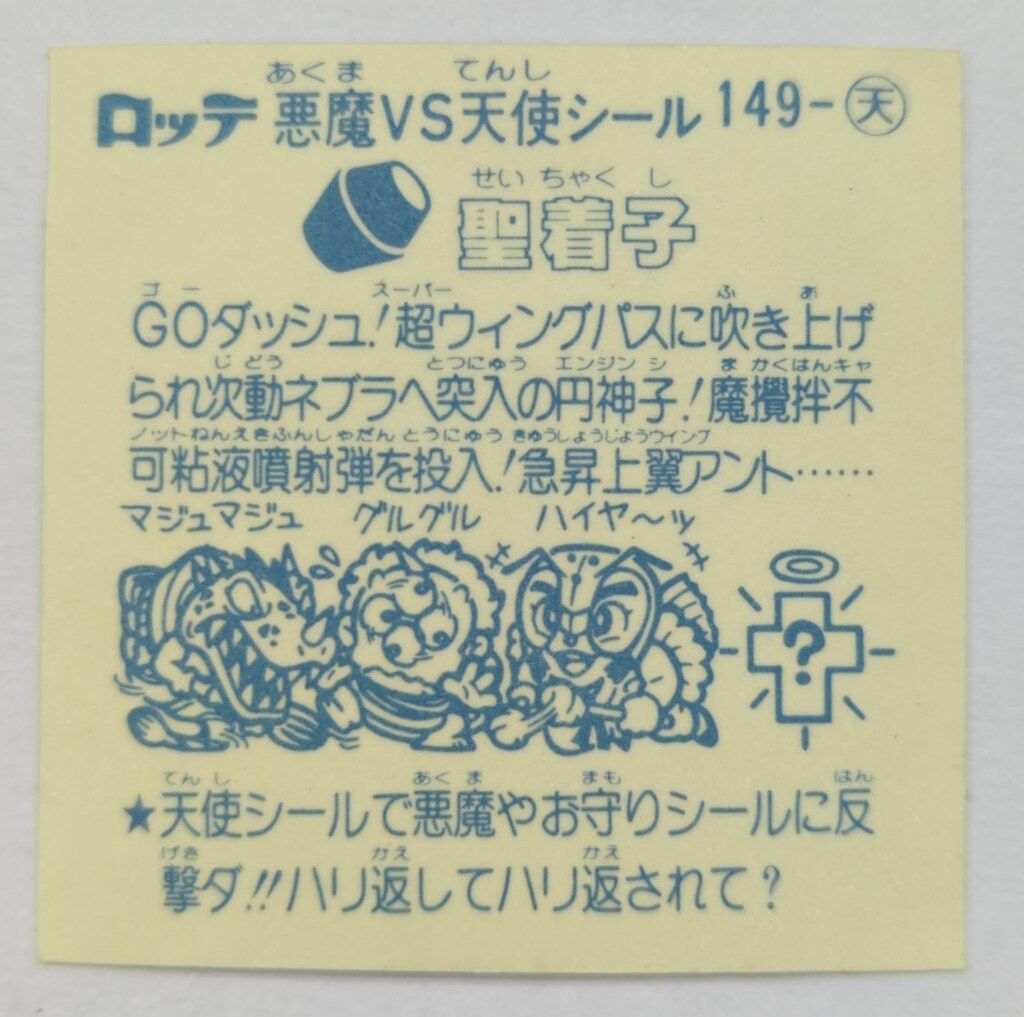 あくま てんし
ロッテ 悪魔VS天使シール 149-天
せいちゃくし
聖着子
ゴー スーパー ふ あ
GOダッシュ!超ウィングパスに吹き上げ
じどう とつにゅう エンジンシ まかくはんキャ
られ次動ネブラへ突入の円神子!魔攪拌不
ノットねんえきふんしゃだん とうにゅう きゅうしょうじょうウィング
可粘液噴射弾を投入!急昇上翼アント……
マジュマジュ グルグル ハイヤ〜ッ
?
てんし あくま まも はん
★天使シールで悪魔やお守りシールに反
げき かえ かえ
撃ダ!!ハリ返してハリ返されて?